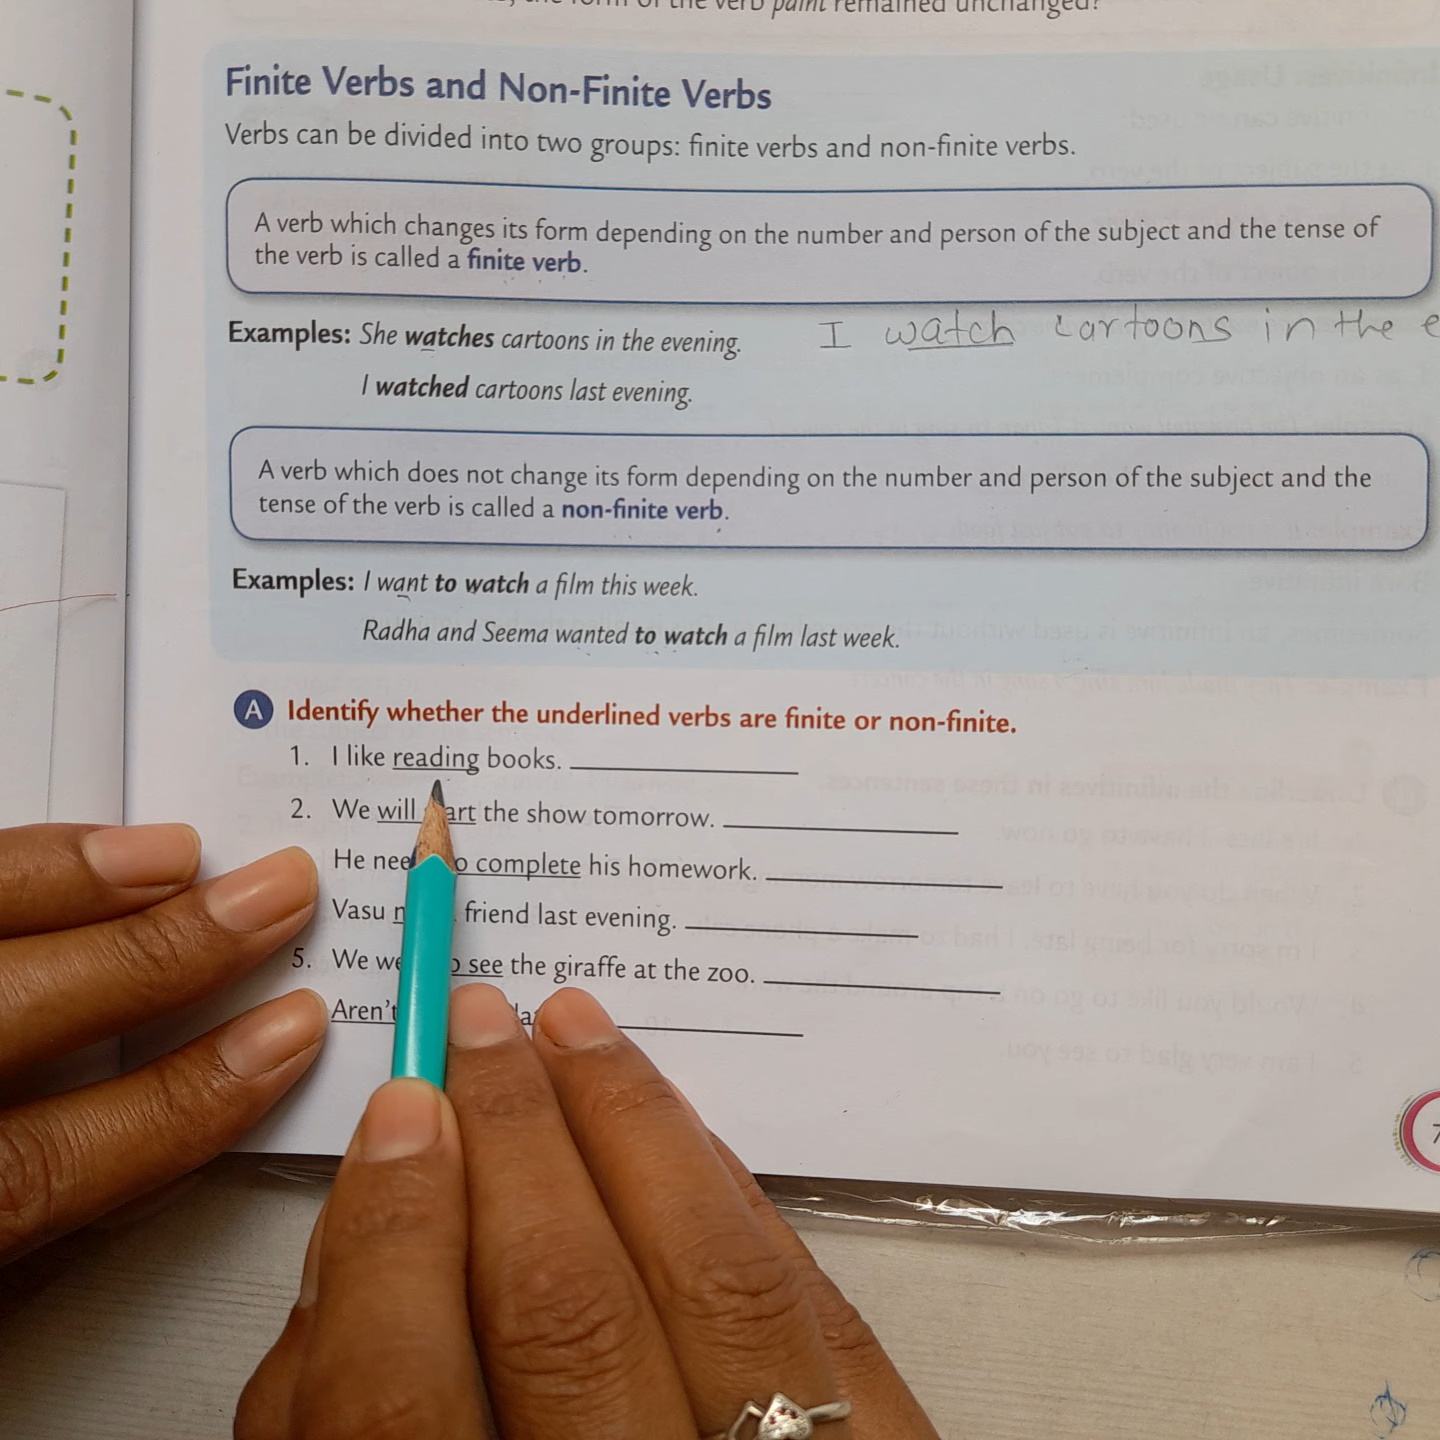 the verb paint remained unchanged?
Finite Verbs and Non-Finite Verbs
Verbs can be divided into two groups: finite verbs and non-finite verbs.
A verb which changes its form depending on the number and person of the subject and the tense of
the verb is called a finite verb.
Examples: She watches cartoons in the evening. I watch cartoons in the
I watched cartoons last evening.
A verb which does not change its form depending on the number and person of the subject and the
tense of the verb is called a non-finite verb.
Examples: I want to watch a film this week.
Radha and Seema wanted to watch a film last week.
A Identify whether the underlined verbs are finite or non-finite.
1. I like reading books.
2. We will the show tomorrow.
He complete his homework.
Vasu friend last evening.
5. We see the giraffe at the zoo.
Aren't